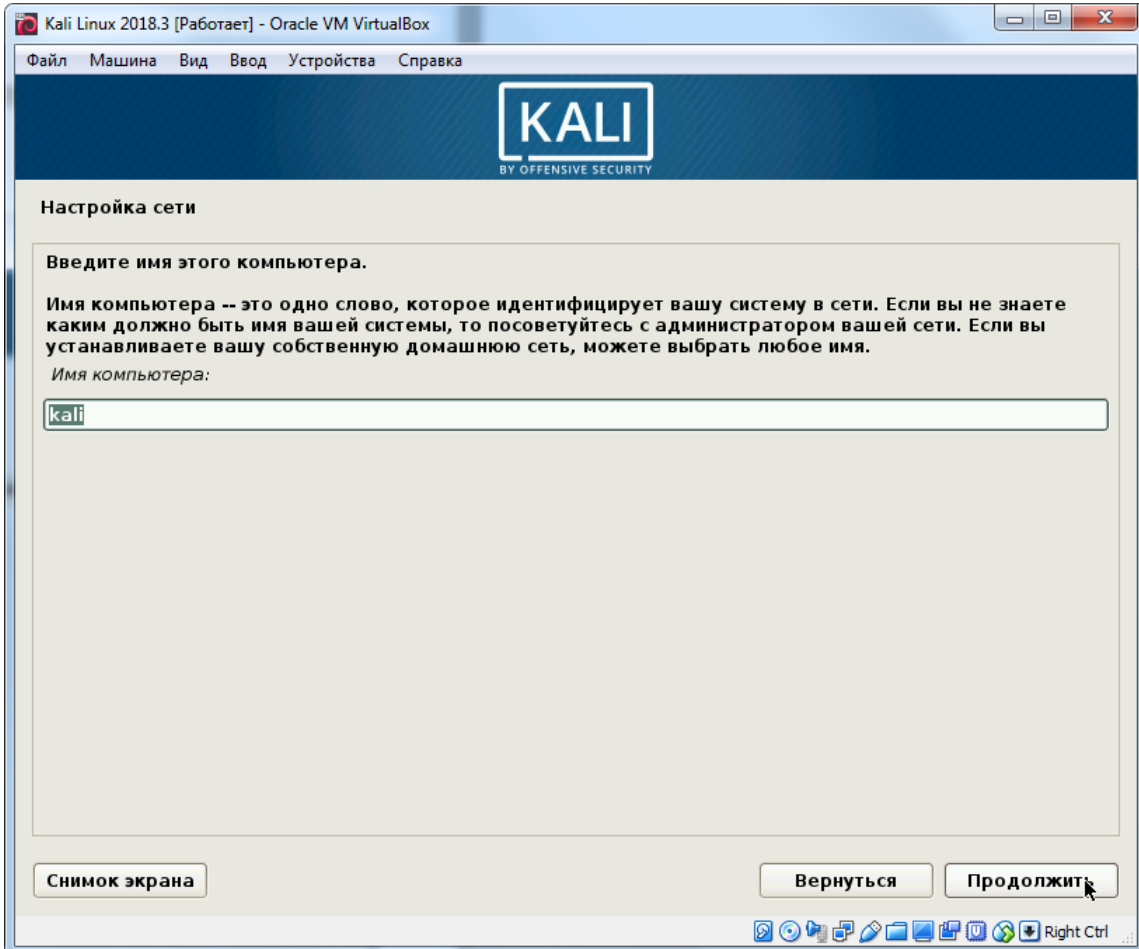 Kali Linux 2018.3 [Работает] - Oracle VM VirtualBox
Файл Машина Вид Ввод Устройства Справка
KALI
BY OFFENSIVE SECURITY
Настройка сети
Введите имя этого компьютера.
Имя компьютера -- это одно слово, которое идентифицирует вашу систему в сети. Если вы не знаете
каким должно быть имя вашей системы, то посоветуйтесь с администратором вашей сети. Если вы
устанавливаете вашу собственную домашнюю сеть, можете выбрать любое имя.
Имя компьютера:
kali
Снимок экрана Вернуться Продолжить
Right Ctrl